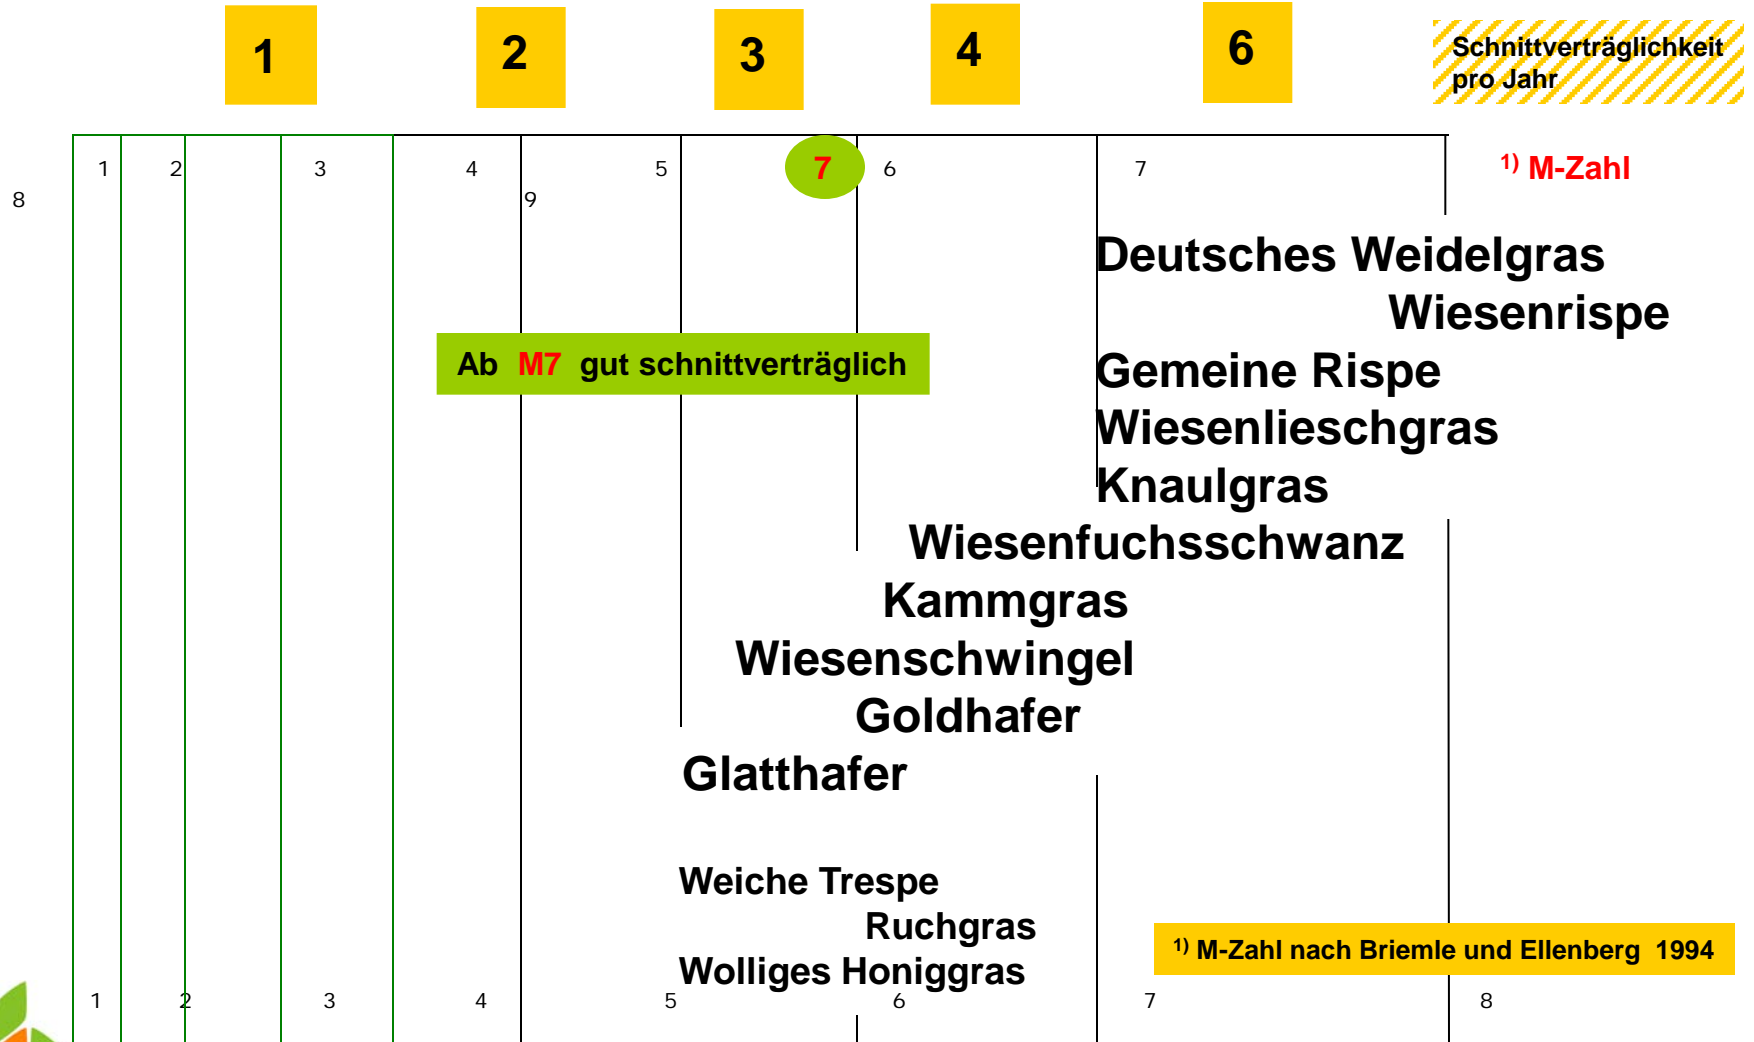 1 2 3 4 6 Schnittverträglichkeit
pro Jahr
1 2 3 4 5 7 6 7 1) M-Zahl
8 9
Deutsches Weidelgras
Wiesenrispe
Ab M7 gut schnittverträglich
Gemeine Rispe
Wiesenlieschgras
Knaulgras
Wiesenfuchsschwanz
Kammgras
Wiesenschwingel
Goldhafer
Glatthafer
Weiche Trespe
Ruchgras
1) M-Zahl nach Briemle und Ellenberg 1994
Wolliges Honiggras
1 2 3 4 5 6 7 8